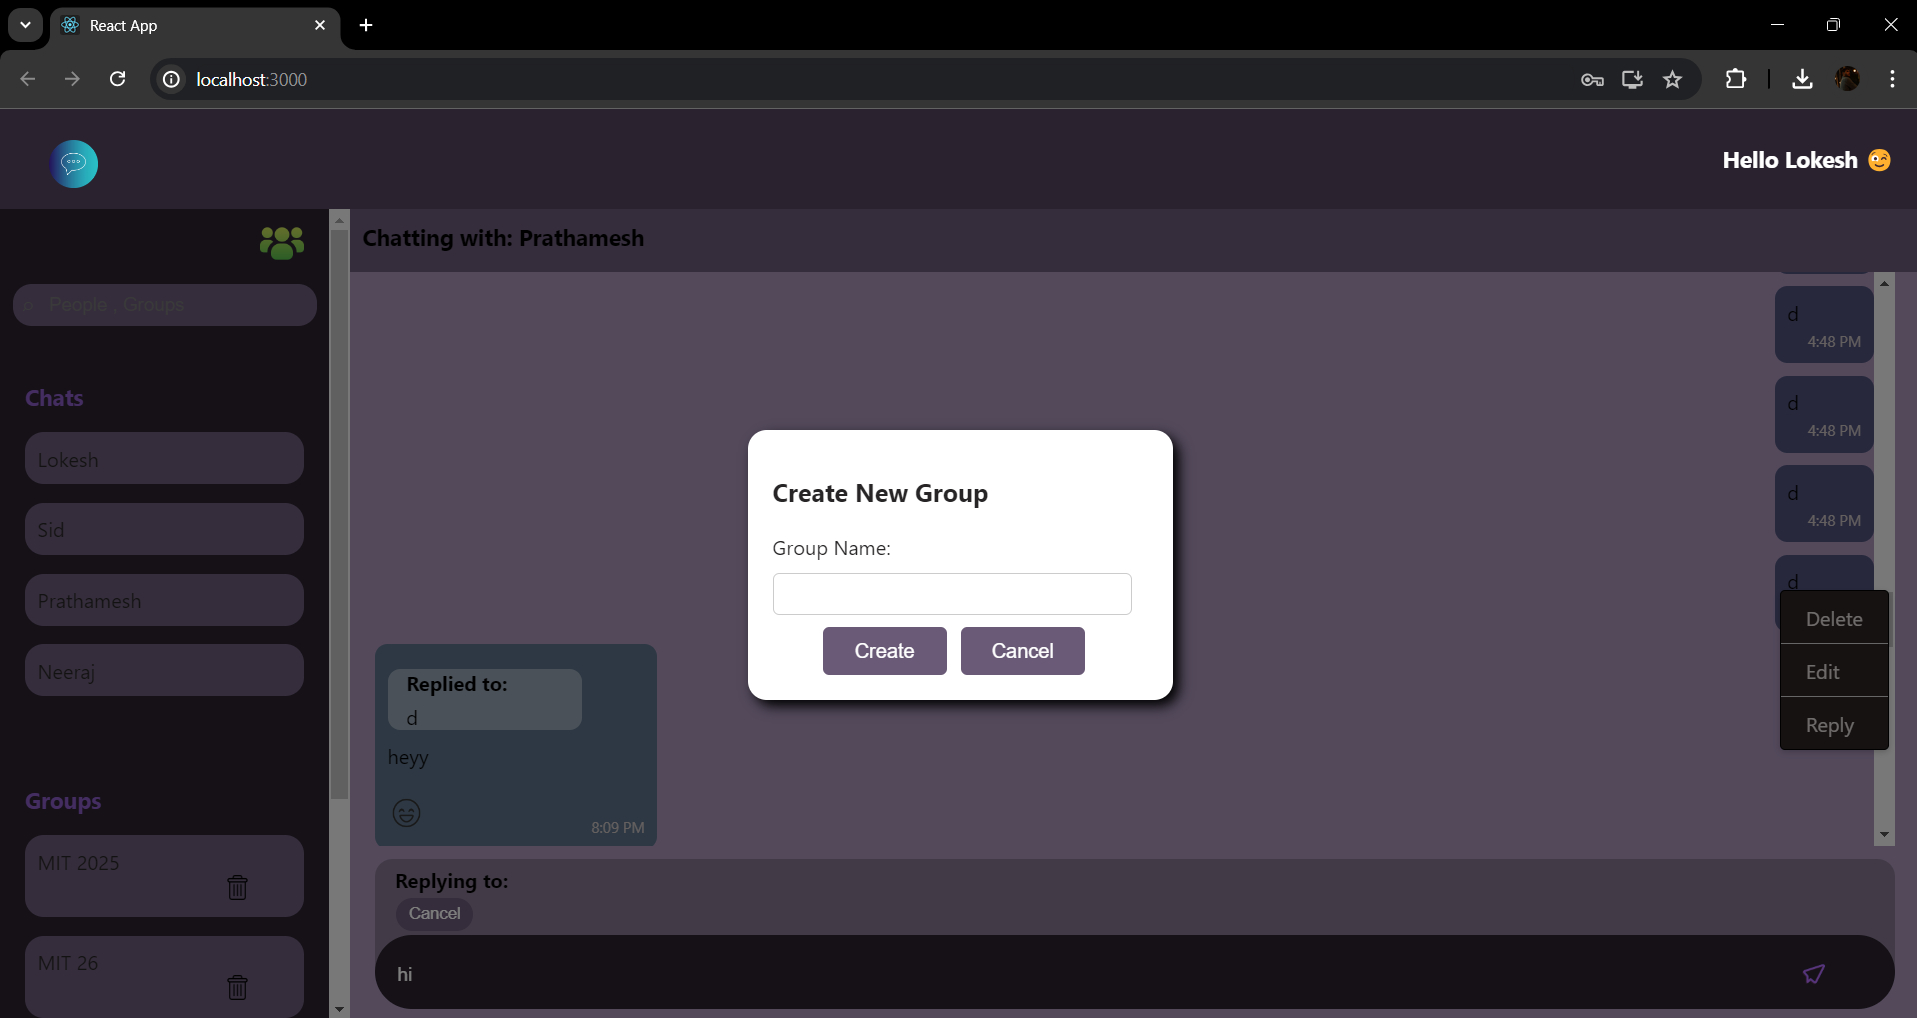 React App
localhost:3000
Hello Lokesh 😉
Chatting with: Prathamesh
People , Groups
Chats
Lokesh
Sid
Prathamesh
Neeraj
Groups
MIT 2025
MIT 26
d
4:48 PM
d
4:48 PM
d
4:48 PM
d
Delete
Edit
Reply
Create New Group
Group Name:
Create Cancel
Replied to:
d
heyy
8:09 PM
Replying to:
Cancel
hi